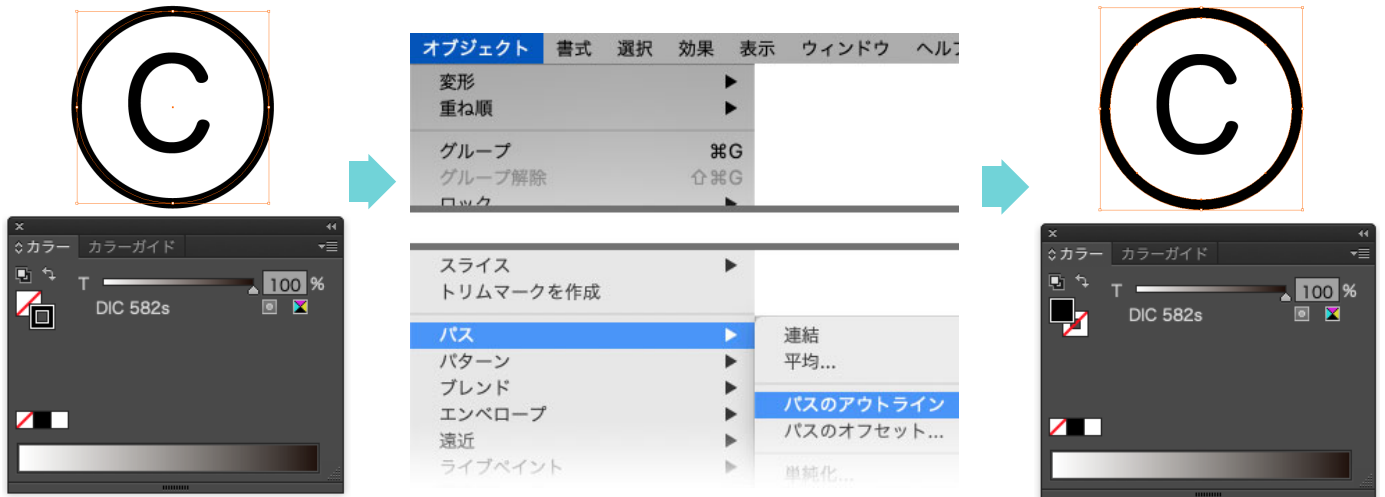 C
カラー カラーガイド
T 100 %
DIC 582s
オブジェクト 書式 選択 効果 表示 ウィンドウ
変形
重ね順
グループ ⌘G
グループ解除 ⇧⌘G
ロック
スライス
トリムマークを作成
パス
パターン
ブレンド
エンベロープ
遠近
ライブペイント
連結
平均...
パスのアウトライン
パスのオフセット...
単純化...
C
カラー カラーガイド
T 100 %
DIC 582s